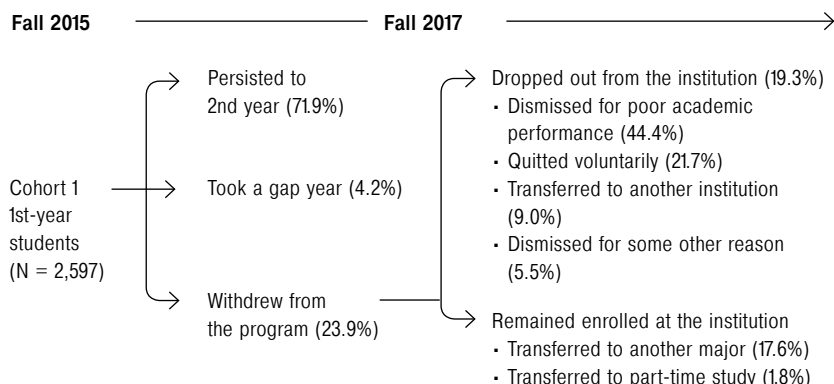 Fall 2015
Fall 2017
Cohort 1
1st-year
students
(N = 2,597)
Persisted to
2nd year (71.9%)
Took a gap year (4.2%)
Withdrew from
the program (23.9%)
Dropped out from the institution (19.3%)
▪ Dismissed for poor academic
performance (44.4%)
▪ Quitted voluntarily (21.7%)
▪ Transferred to another institution
(9.0%)
▪ Dismissed for some other reason
(5.5%)
Remained enrolled at the institution
▪ Transferred to another major (17.6%)
▪ Transferred to part-time study (1.8%)